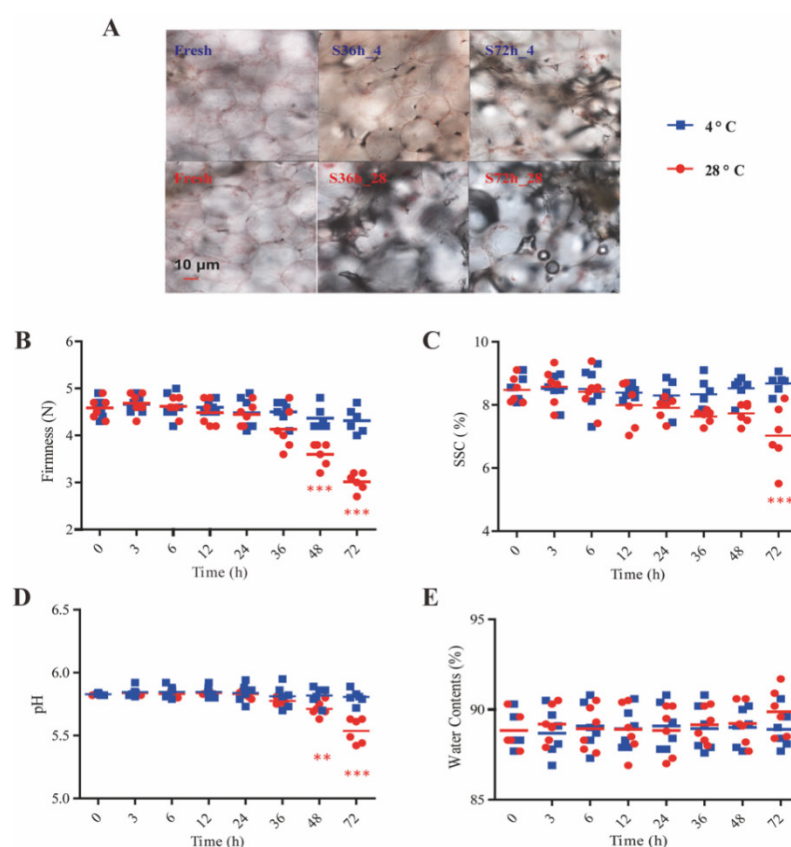 A
Fresh S36h_4 S72h_4
4° C
28° C
Fresh S36h_28 S72h_28
10 µm
B
6
5
4
3
2
Firmness (N)
***
***
0 3 6 12 24 36 48 72
Time (h)
C
10
8
6
4
SSC (%)
***
0 3 6 12 24 36 48 72
Time (h)
D
6.5
6.0
5.5
5.0
pH
**
***
0 3 6 12 24 36 48 72
Time (h)
E
95
90
85
Water Contents (%)
0 3 6 12 24 36 48 72
Time (h)